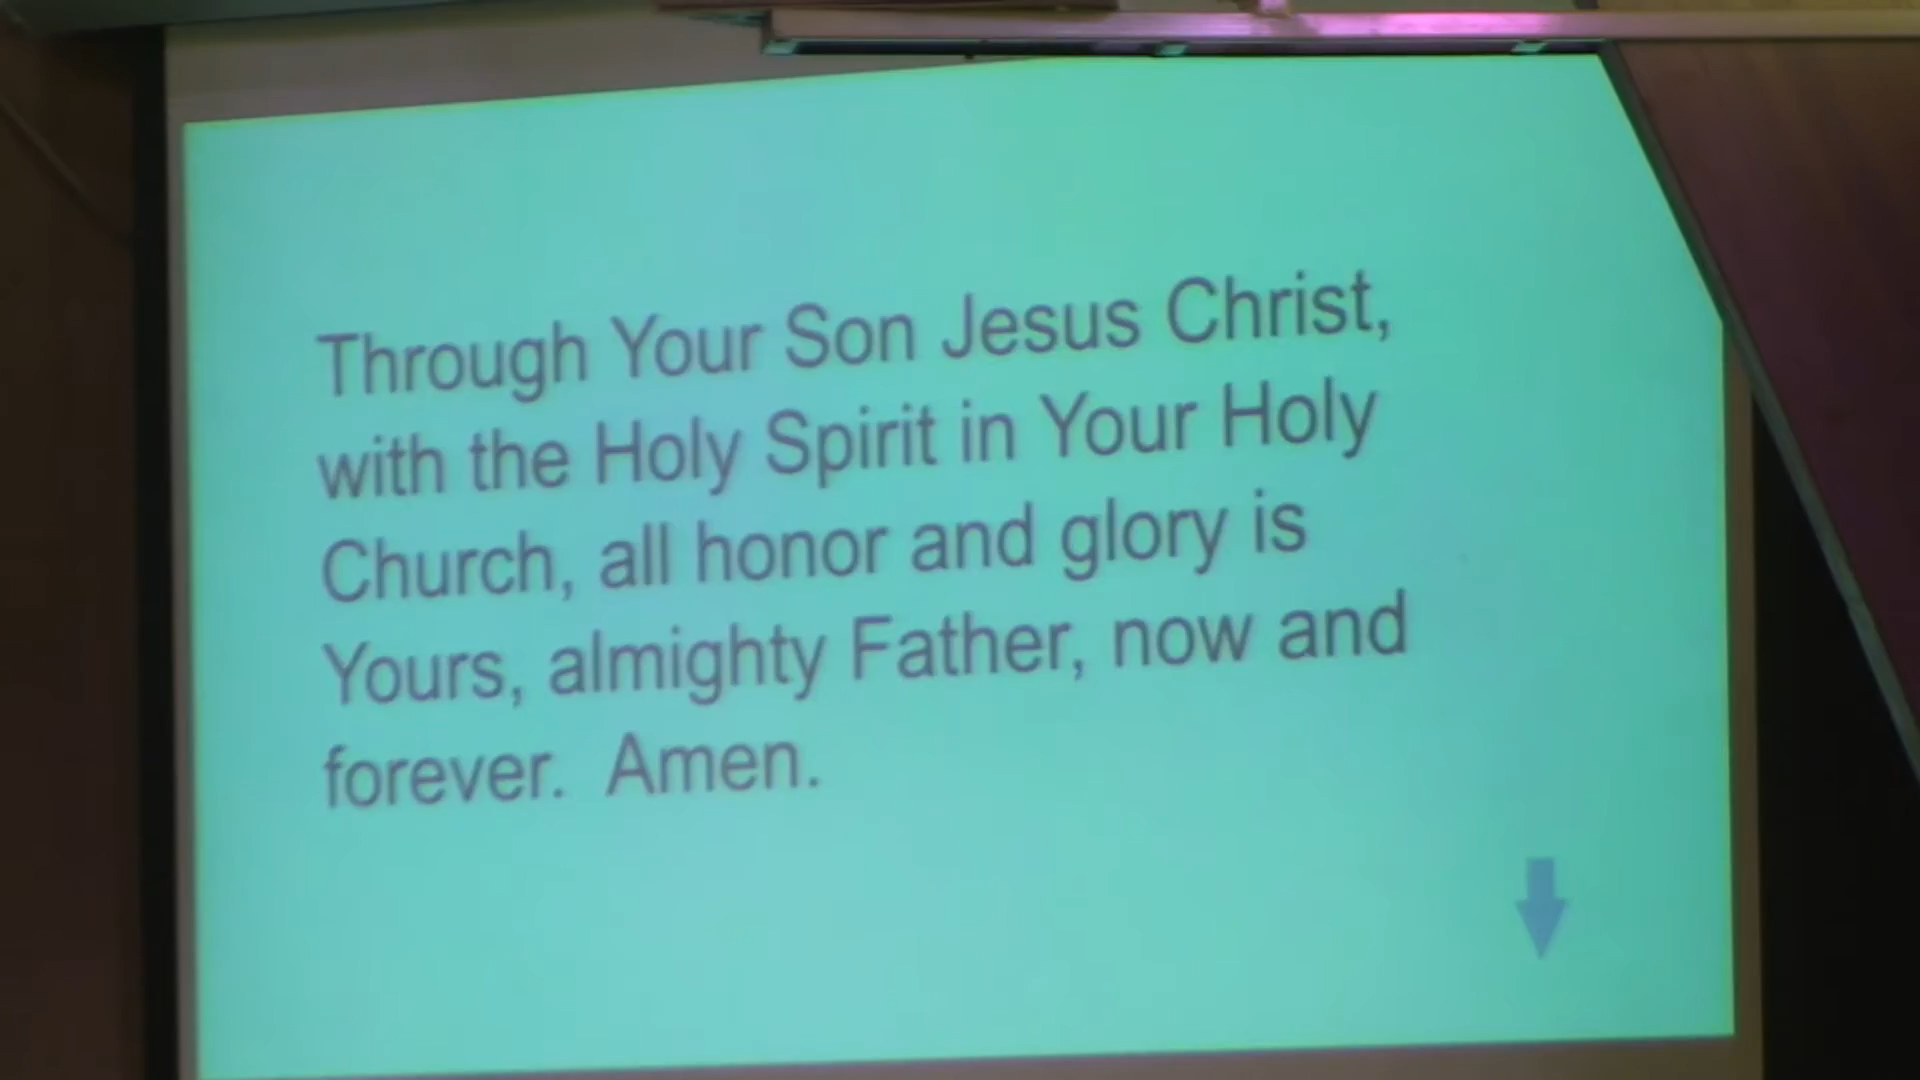 Through Your Son Jesus Christ,
with the Holy Spirit in Your Holy
Church, all honor and glory is
Yours, almighty Father, now and
forever.  Amen.